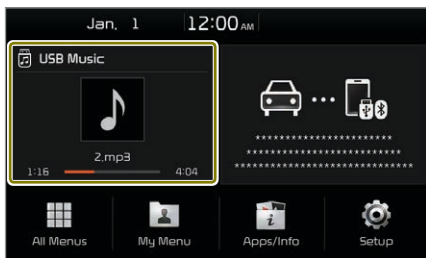 Jan. 1 12:00 AM
USB Music
2.mp3
1:16 4:04
***********************
*************************
******************************
All Menus My Menu Apps/Info Setup